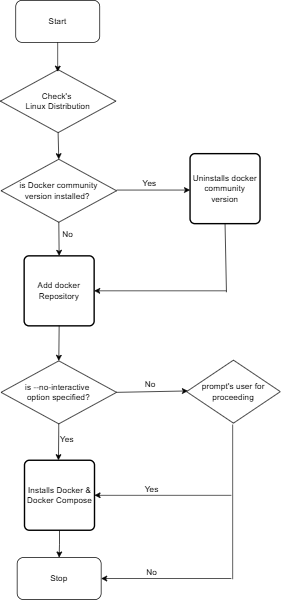 Start
Check's
Linux Distribution
is Docker community
version installed?
Yes
Uninstalls docker
community
version
No
Add docker
Repository
is --no-interactive
option specified?
No
prompt's user for
proceeding
Yes
Installs Docker &
Docker Compose
Yes
Stop
No